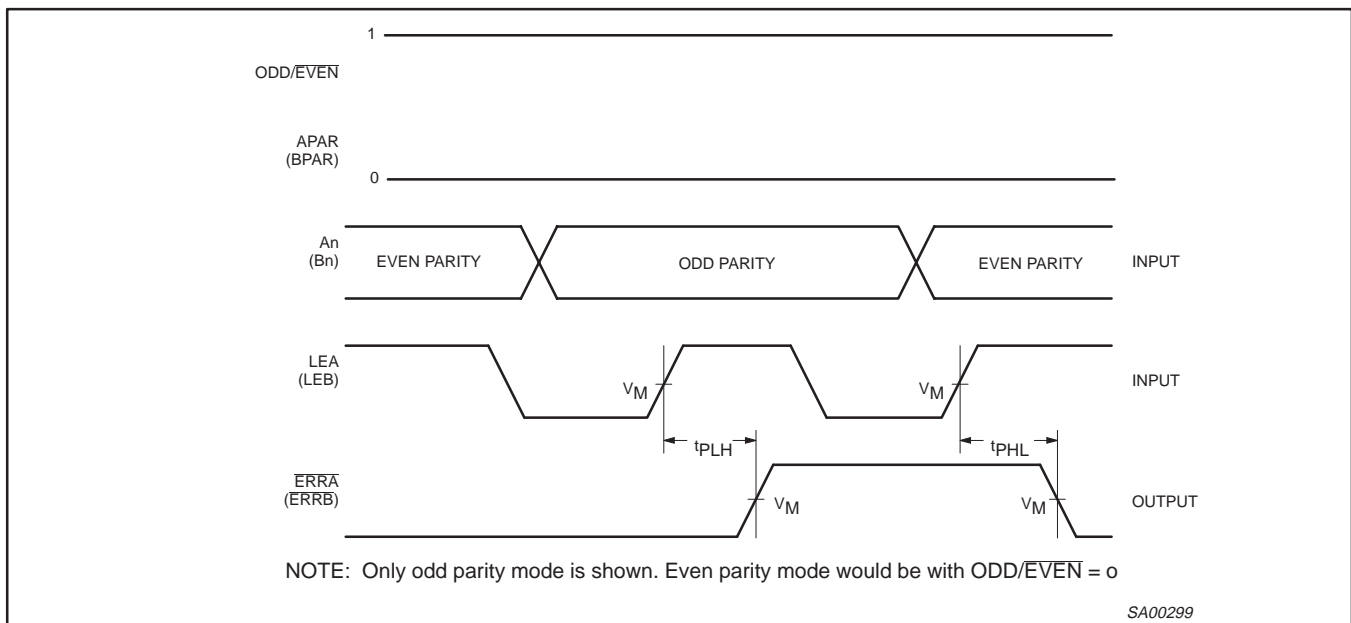 1
ODD/EVEN
APAR
(BPAR)
0
An
(Bn)
EVEN PARITY
ODD PARITY
EVEN PARITY
INPUT
LEA
(LEB)
VM
VM
INPUT
tPLH
tPHL
ERRA
(ERRB)
VM
VM
OUTPUT
NOTE: Only odd parity mode is shown. Even parity mode would be with ODD/EVEN = o
SA00299